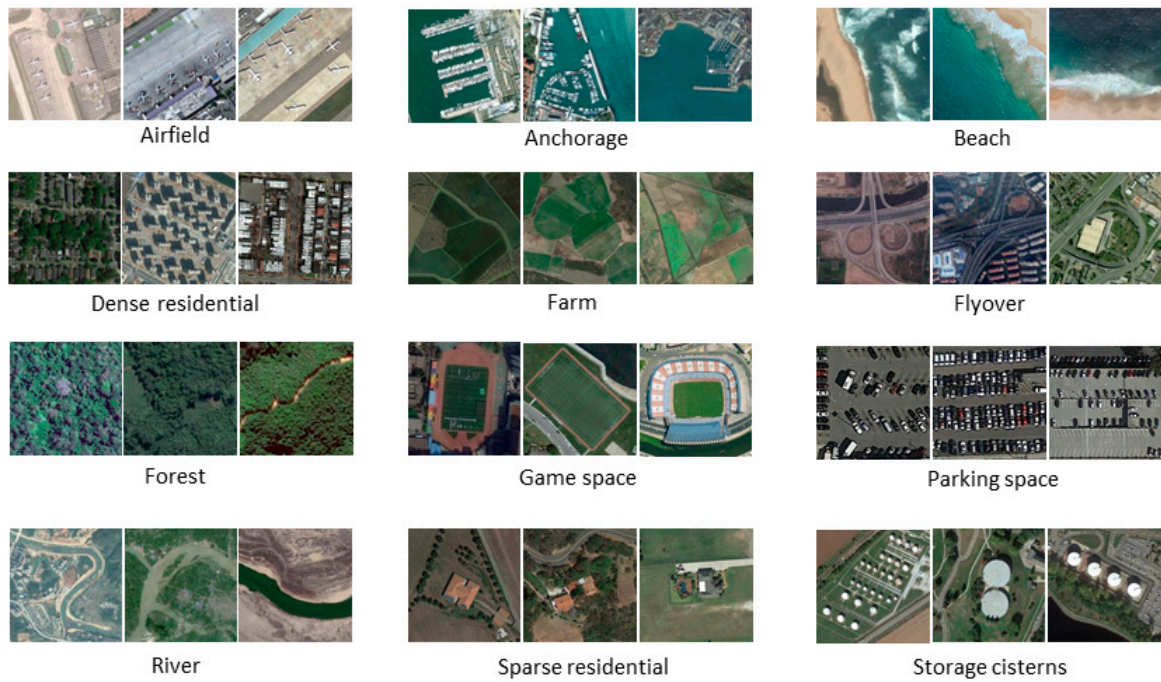 Airfield
Anchorage
Beach
Dense residential
Farm
Flyover
Forest
Game space
Parking space
River
Sparse residential
Storage cisterns